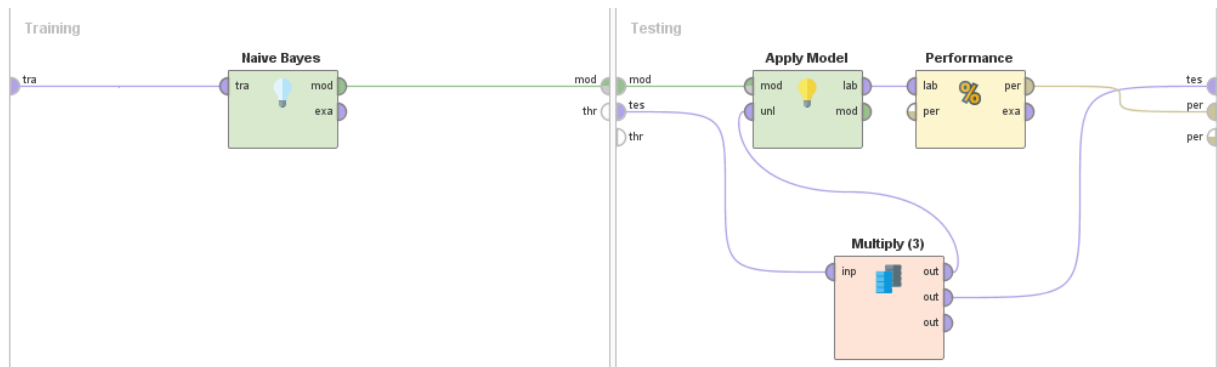 Training
Naive Bayes
tra
tra
mod
exa
mod
thr
Testing
Apply Model
Performance
mod
tes
thr
mod
unl
lab
mod
lab
per
%
per
exa
tes
per
per
Multiply (3)
inp
out
out
out